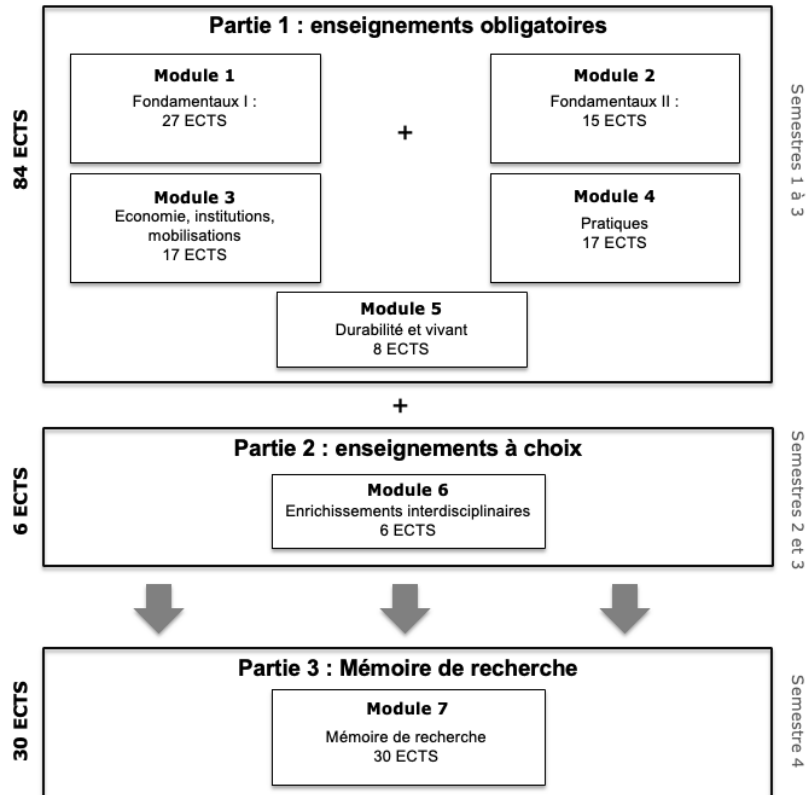 Partie 1 : enseignements obligatoires
84 ECTS
Semestres 1 à 3
Module 1
Fondamentaux I :
27 ECTS
+
Module 2
Fondamentaux II :
15 ECTS
Module 3
Economie, institutions,
mobilisations
17 ECTS
Module 4
Pratiques
17 ECTS
Module 5
Durabilité et vivant
8 ECTS
+
Partie 2 : enseignements à choix
6 ECTS
Semestres 2 et 3
Module 6
Enrichissements interdisciplinaires
6 ECTS
Partie 3 : Mémoire de recherche
30 ECTS
Semestre 4
Module 7
Mémoire de recherche
30 ECTS